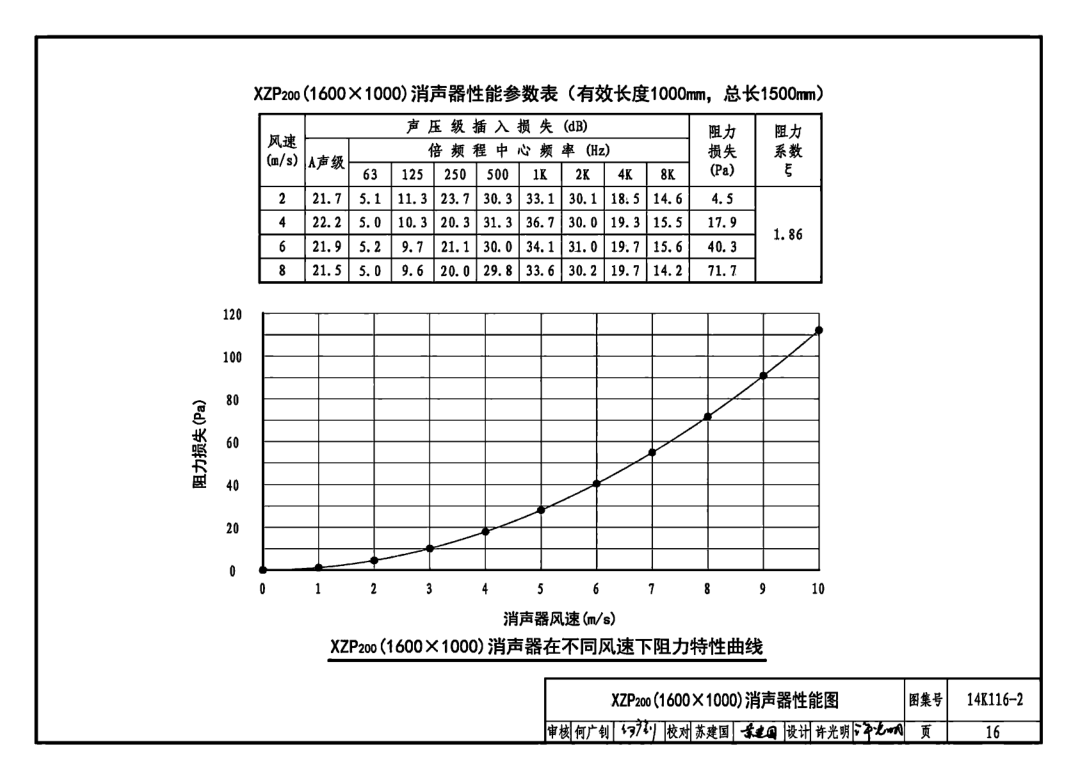 XZP200(1600×1000)消声器性能参数表（有效长度1000mm，总长1500mm）
风速(m/s) 声压级插入损失(dB) 阻力损失(Pa) 阻力系数ξ
A声级 倍频程中心频率(Hz)
63 125 250 500 1K 2K 4K 8K
2 21.7 5.1 11.3 23.7 30.3 33.1 30.1 18.5 14.6 4.5
4 22.2 5.0 10.3 20.3 31.3 36.7 30.0 19.3 15.5 17.9
1.86
6 21.9 5.2 9.7 21.1 30.0 34.1 31.0 19.7 15.6 40.3
8 21.5 5.0 9.6 20.0 29.8 33.6 30.2 19.7 14.2 71.7
120
100
80
60
40
20
0
阻力损失(Pa)
0 1 2 3 4 5 6 7 8 9 10
消声器风速(m/s)
XZP200(1600×1000)消声器在不同风速下阻力特性曲线
XZP200(1600×1000)消声器性能图 图集号 14K116-2
审核 何广钊 校对 苏建国 设计 许光明 页 16